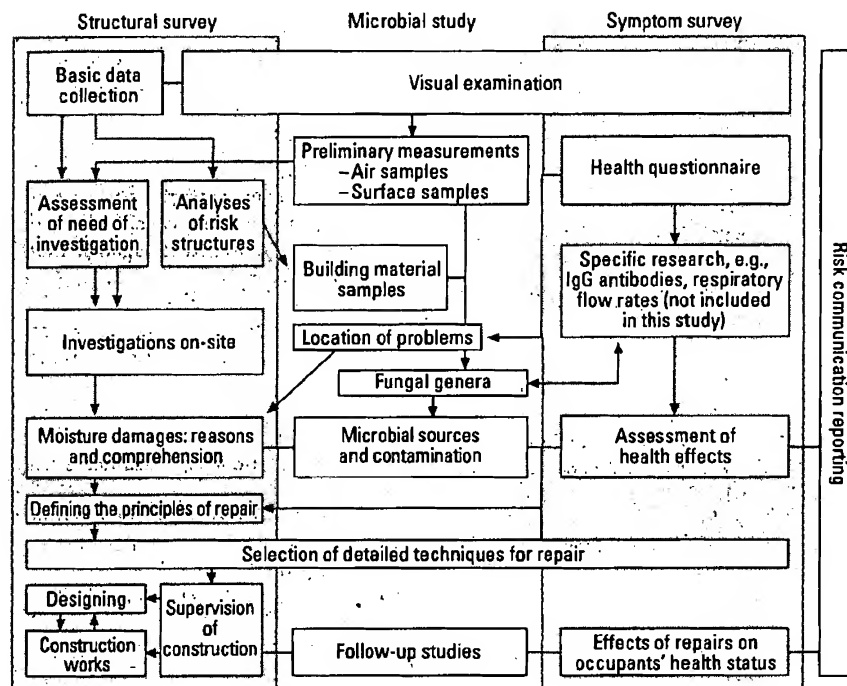 Structural survey
Microbial study
Symptom survey
Basic data
collection
Visual examination
Preliminary measurements
–Air samples
–Surface samples
Health questionnaire
Assessment
of need of
investigation
Analyses
of risk
structures
Building material
samples
Specific research, e.g.,
IgG antibodies, respiratory
flow rates (not included
in this study)
Location of problems
Investigations on-site
Fungal genera
Moisture damages: reasons
and comprehension
Microbial sources
and contamination
Assessment of
health effects
Defining the principles of repair
Selection of detailed techniques for repair
Designing
Supervision
of
construction
Construction
works
Follow-up studies
Effects of repairs on
occupants' health status
Risk communication reporting